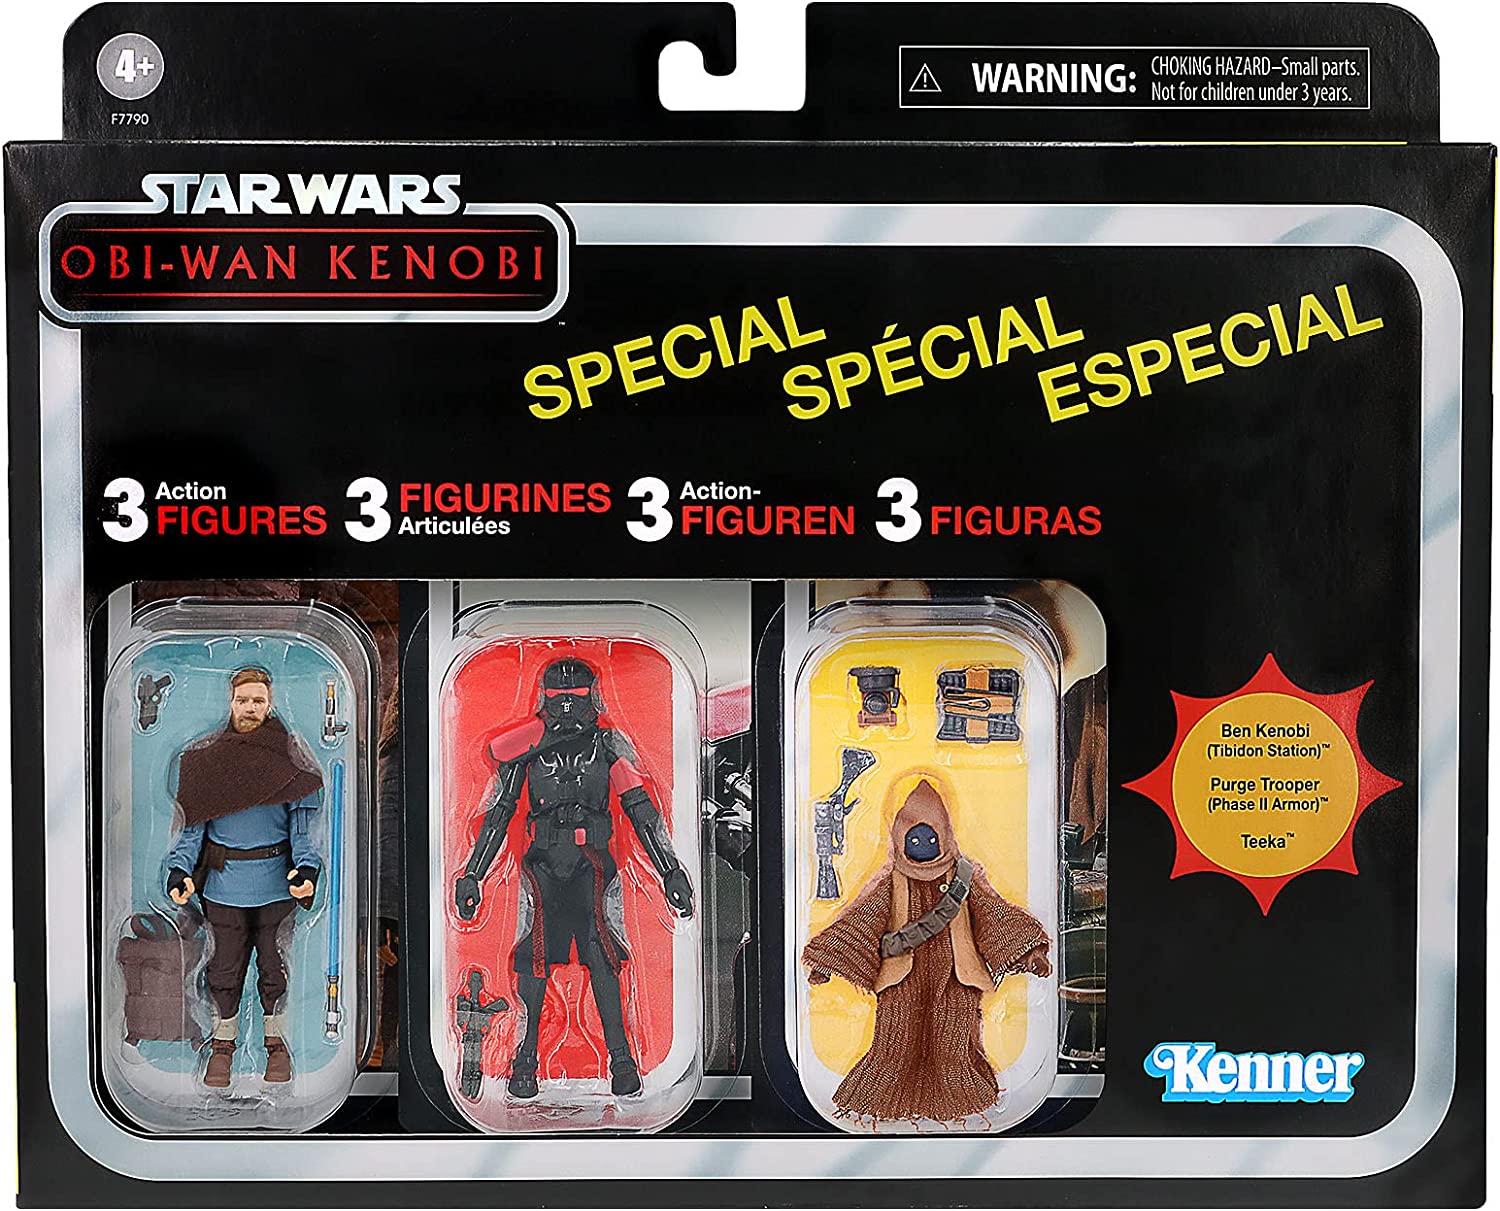 4+
F7790
WARNING: CHOKING HAZARD–Small parts.
Not for children under 3 years.
STAR WARS
OBI-WAN KENOBI
™
SPECIAL
SPÉCIAL
ESPECIAL
3 Action
FIGURES
3 FIGURINES
Articulées
3 Action-
FIGUREN
3 FIGURAS
Ben Kenobi
(Tibidon Station)™
Purge Trooper
(Phase II Armor)™
Teeka™
Kenner